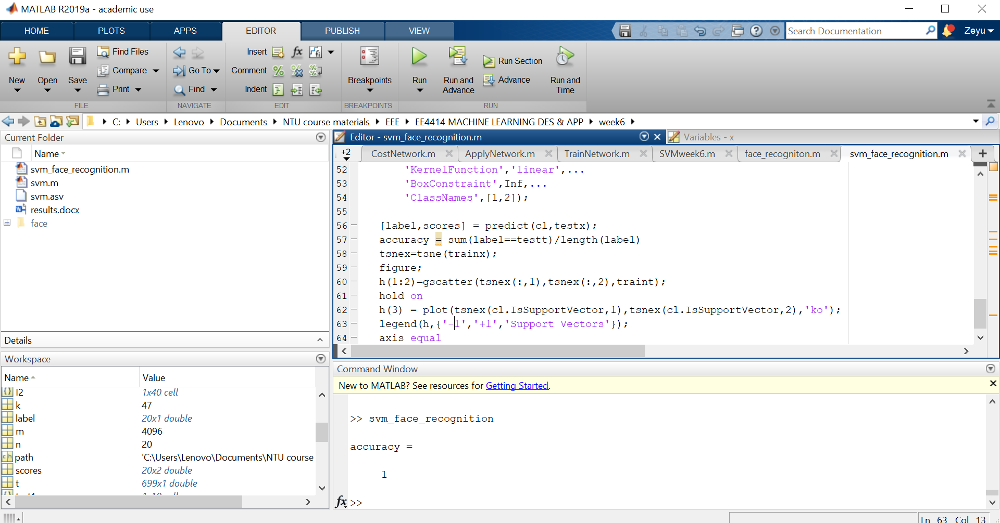 MATLAB R2019a - academic use
HOME PLOTS APPS EDITOR PUBLISH VIEW
Search Documentation
Zeyu
New
Open
Save
Find Files
Compare
Print
FILE
Go To
Find
NAVIGATE
Insert
Comment
Indent
EDIT
Breakpoints
BREAKPOINTS
Run
Run and Advance
Run Section
Advance
Run and Time
RUN
C: Users Lenovo Documents NTU course materials EEE EE4414 MACHINE LEARNING DES & APP week6
Current Folder
Name
svm_face_recognition.m
svm.m
svm.asv
results.docx
face
Details
Workspace
Name Value
I2 1x40 cell
k 47
label 20x1 double
m 4096
n 20
path 'C:\Users\Lenovo\Documents\NTU course
scores 20x2 double
t 699x1 double
Editor - svm_face_recognition.m
Variables - x
+2 CostNetwork.m ApplyNetwork.m TrainNetwork.m SVMweek6.m face_recogniton.m svm_face_recognition.m
52 'KernelFunction','linear',...
53 'BoxConstraint',Inf,...
54 'ClassNames',[1,2]);
55
56 [label,scores] = predict(cl,testx);
57 accuracy = sum(label==testt)/length(label)
58 tsnex=tsne(trainx);
59 figure;
60 h(1:2)=gscatter(tsnex(:,1),tsnex(:,2),traint);
61 hold on
62 h(3) = plot(tsnex(cl.IsSupportVector,1),tsnex(cl.IsSupportVector,2),'ko');
63 legend(h,{'-1','+1','Support Vectors'});
64 axis equal
Command Window
New to MATLAB? See resources for Getting Started.
>> svm_face_recognition
accuracy =
1
fx >>
Ln 63 Col 13